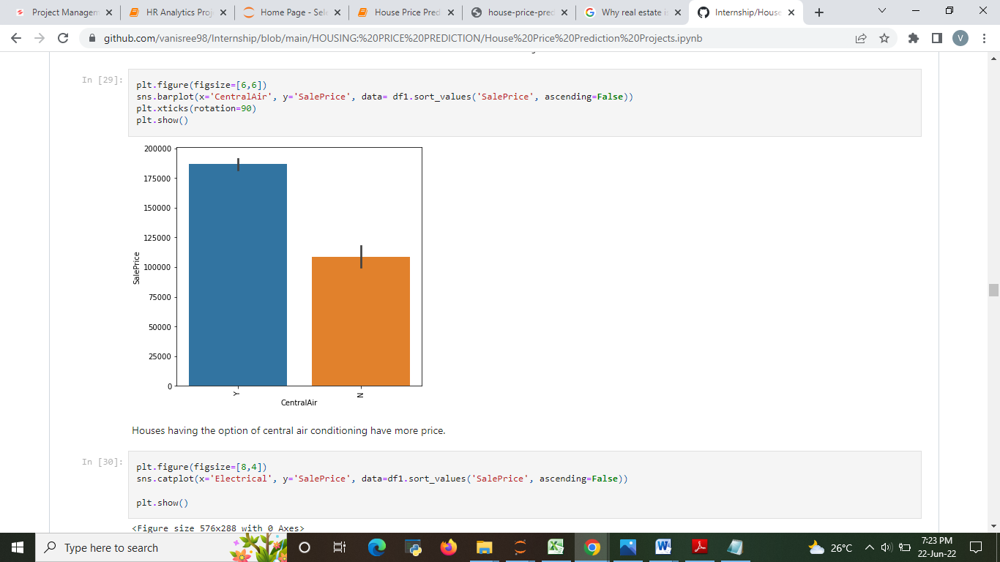 Project Managem
HR Analytics Proj
Home Page - Sele
House Price Pred
house-price-pred
Why real estate is
Internship/House
github.com/vanisree98/Internship/blob/main/HOUSING:%20PRICE%20PREDICTION/House%20Price%20Prediction%20Projects.ipynb
V
In [29]:
plt.figure(figsize=[6,6])
sns.barplot(x='CentralAir', y='SalePrice', data= df1.sort_values('SalePrice', ascending=False))
plt.xticks(rotation=90)
plt.show()
200000
175000
150000
125000
100000
75000
50000
25000
0
SalePrice
Y
N
CentralAir
Houses having the option of central air conditioning have more price.
In [30]:
plt.figure(figsize=[8,4])
sns.catplot(x='Electrical', y='SalePrice', data=df1.sort_values('SalePrice', ascending=False))
plt.show()
<Figure size 576x288 with 0 Axes>
Type here to search
26°C
7:23 PM
22-Jun-22